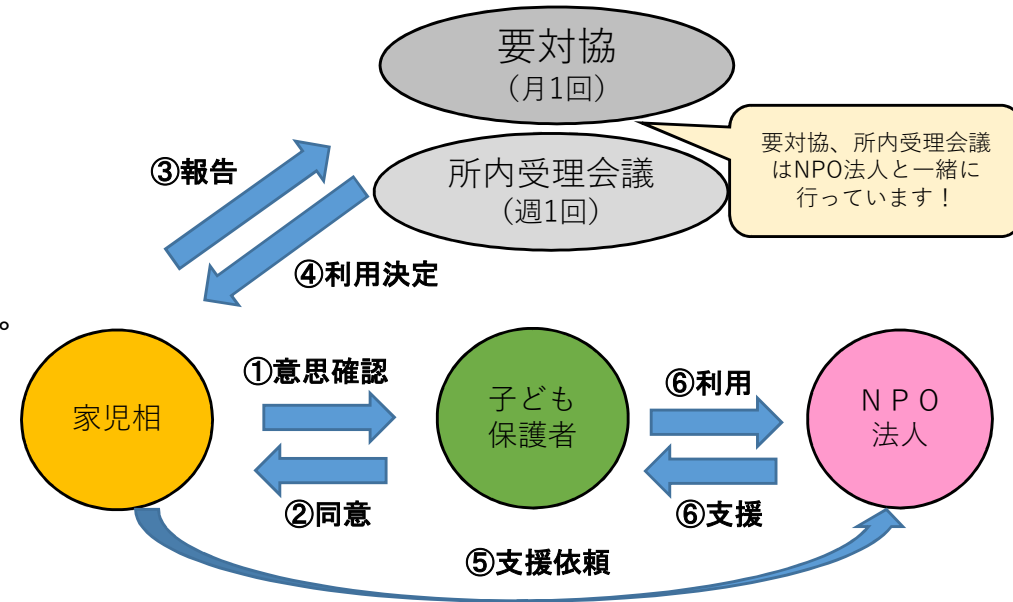 要対協
（月1回）
要対協、所内受理会議
はNPO法人と一緒に
行っています！
③報告
所内受理会議
（週1回）
④利用決定
。
①意思確認
⑥利用
家児相
子ども
保護者
ＮＰＯ
法人
②同意
⑥支援
⑤支援依頼